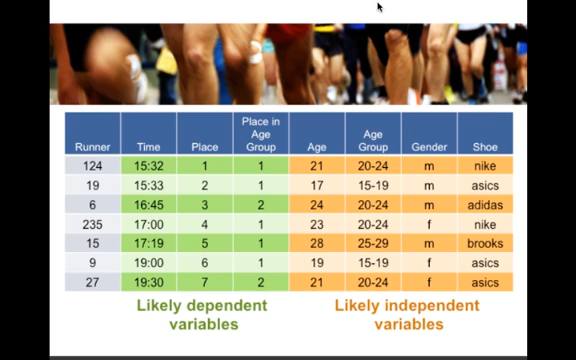 Runner Time Place Place in Age Group Age Age Group Gender Shoe
124 15:32 1 1 21 20-24 m nike
19 15:33 2 1 17 15-19 m asics
6 16:45 3 2 24 20-24 m adidas
235 17:00 4 1 23 20-24 f nike
15 17:19 5 1 28 25-29 m brooks
9 19:00 6 1 19 15-19 f asics
27 19:30 7 2 21 20-24 f asics
Likely dependent
variables
Likely independent
variables